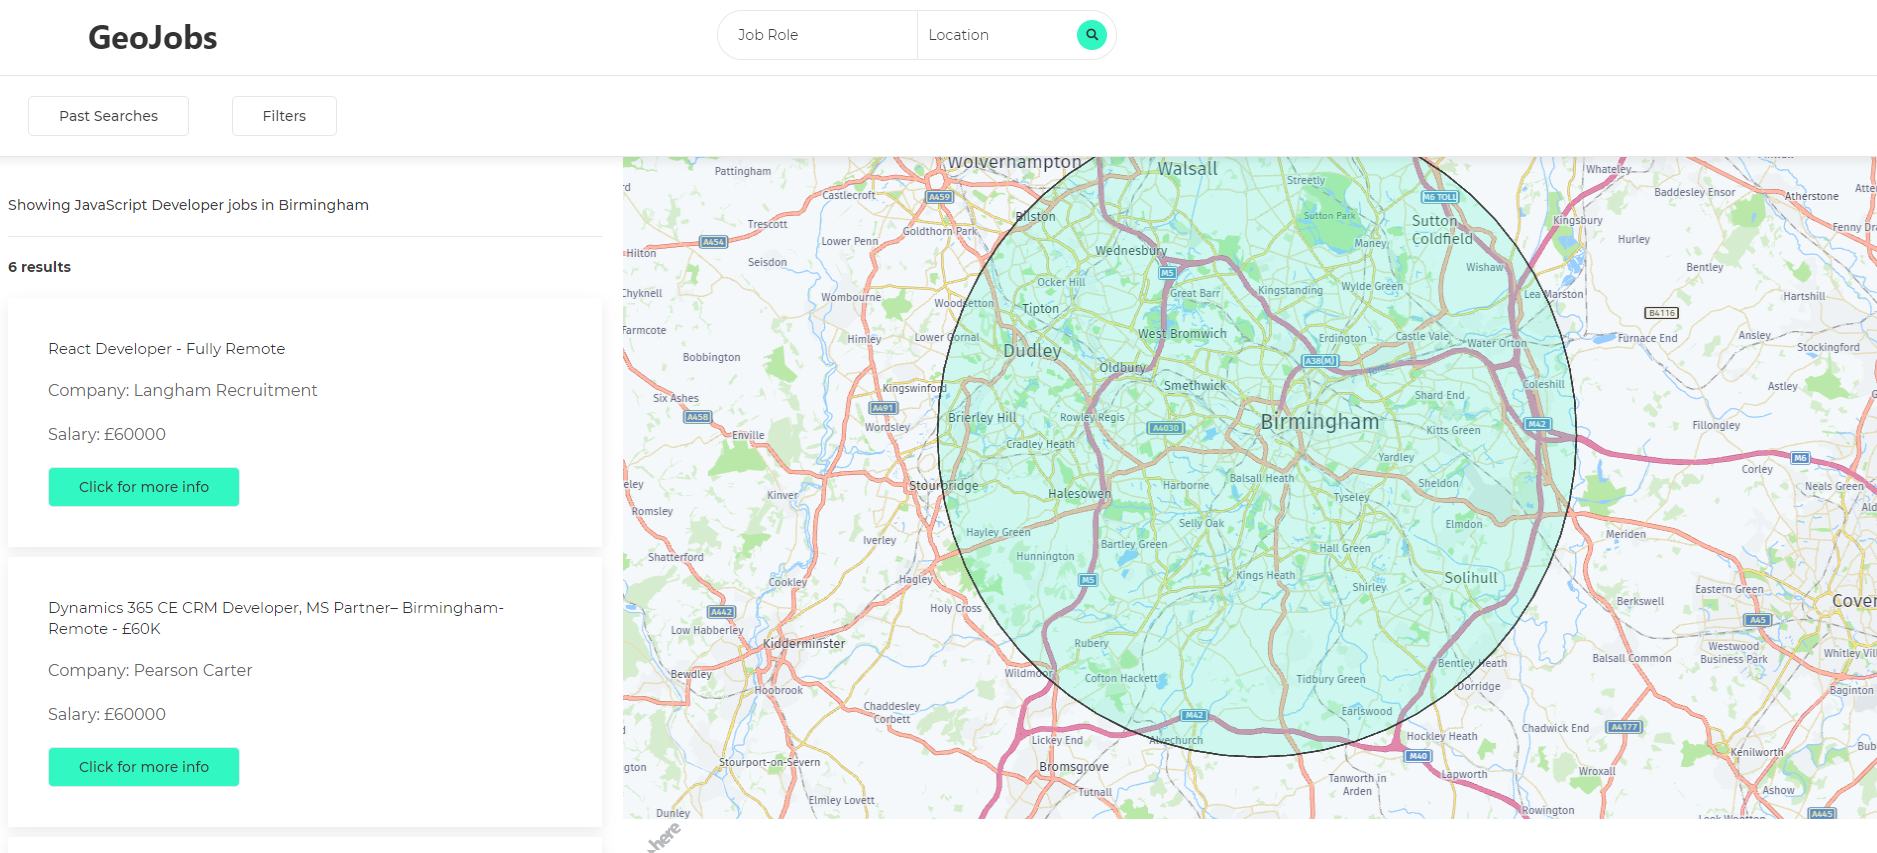 GeoJobs
Job Role
Location
Past Searches
Filters
Showing JavaScript Developer jobs in Birmingham
6 results
React Developer - Fully Remote
Company: Langham Recruitment
Salary: £60000
Click for more info
Dynamics 365 CE CRM Developer, MS Partner– Birmingham-
Remote - £60K
Company: Pearson Carter
Salary: £60000
Click for more info
Wolverhampton
Walsall
Pattingham
Streetly
Whateley
Castlecroft
A459
M6 TOLL
Baddesley Ensor
Atherstone
Trescott
Bilston
Sutton Park
Sutton
Coldfield
Kingsbury
A454
Lower Penn
Goldthorn Park
Maney
Hurley
Hilton
Seisdon
Wednesbury
M5
Wishaw
Bentley
Ocker Hill
Great Barr
Kingstanding
Wylde Green
Lea Marston
Hartshill
Chyknell
Wombourne
Woodsetton
Tipton
B4116
Farmcote
Himley
Lower Gornal
West Bromwich
Erdington
Castle Vale
Water Orton
Furnace End
Ansley
Stockingford
Bobbington
Dudley
A38(M)
Oldbury
Tame
Six Ashes
Kingswinford
Smethwick
Shard End
Coleshill
Astley
A458
A491
Brierley Hill
Rowley Regis
A4030
Birmingham
Kitts Green
M42
Fillongley
Enville
Wordsley
Cradley Heath
Yardley
M6
Corley
Kinver
Stourbridge
Halesowen
Harborne
Balsall Heath
Tyseley
Sheldon
Neals Green
Romsley
Selly Oak
Elmdon
Iverley
Hayley Green
Bartley Green
Hall Green
Meriden
Shatterford
Hunnington
M5
Kings Heath
Shirley
Solihull
Cookley
Hagley
Eastern Green
A442
Holy Cross
Berkswell
A45
Low Habberley
Kidderminster
Rubery
Bentley Heath
Balsall Common
Westwood
Business Park
Bewdley
Hoobrook
Wildmoor
Cofton Hackett
Tidbury Green
Dorridge
Baginton
Chaddesley
Corbett
M42
Earlswood
Chadwick End
A4177
Lickey End
Alvechurch
Hockley Heath
Kenilworth
Stourport-on-Severn
Bromsgrove
M40
Lapworth
Wroxall
Tanworth in
Arden
Ashow
Elmley Lovett
Tutnall
Rowington
Dunley
A445
here